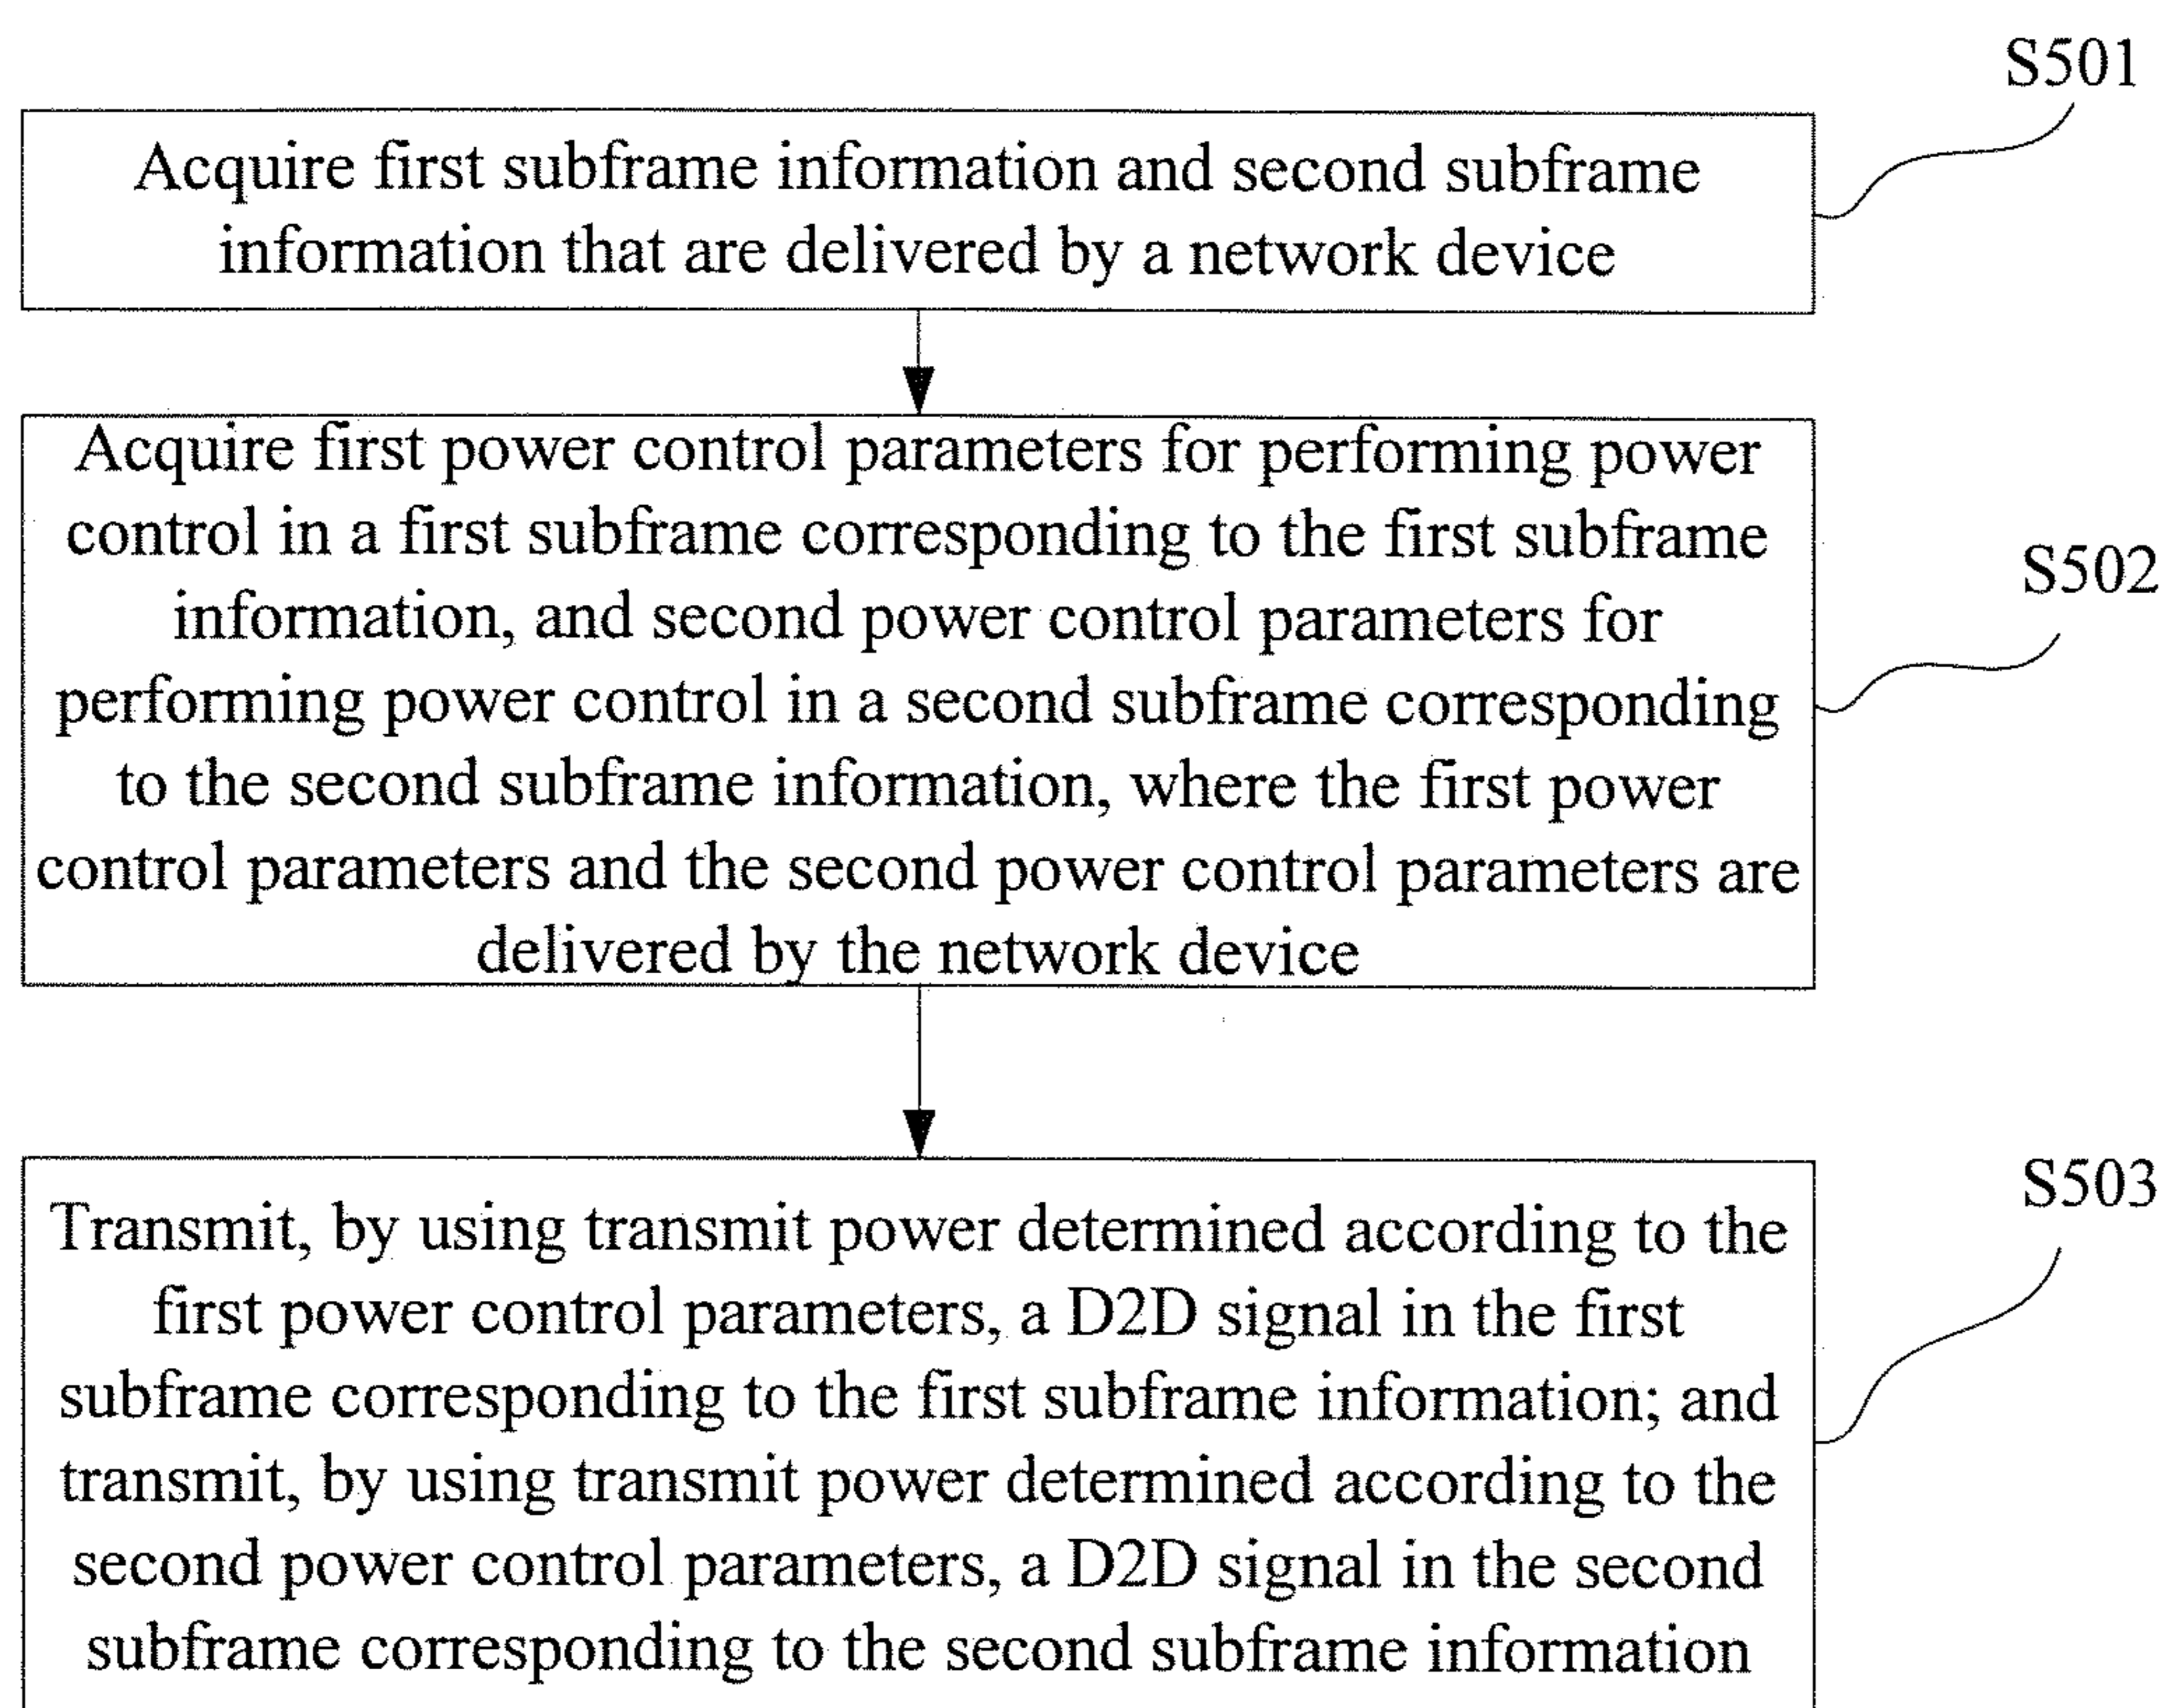 S501
Acquire first subframe information and second subframe
information that are delivered by a network device
Acquire first power control parameters for performing power
control in a first subframe corresponding to the first subframe
information, and second power control parameters for
performing power control in a second subframe corresponding
to the second subframe information, where the first power
control parameters and the second power control parameters are
delivered by the network device
S502
Transmit, by using transmit power determined according to the
first power control parameters, a D2D signal in the first
subframe corresponding to the first subframe information; and
transmit, by using transmit power determined according to the
second power control parameters, a D2D signal in the second
subframe corresponding to the second subframe information
S503